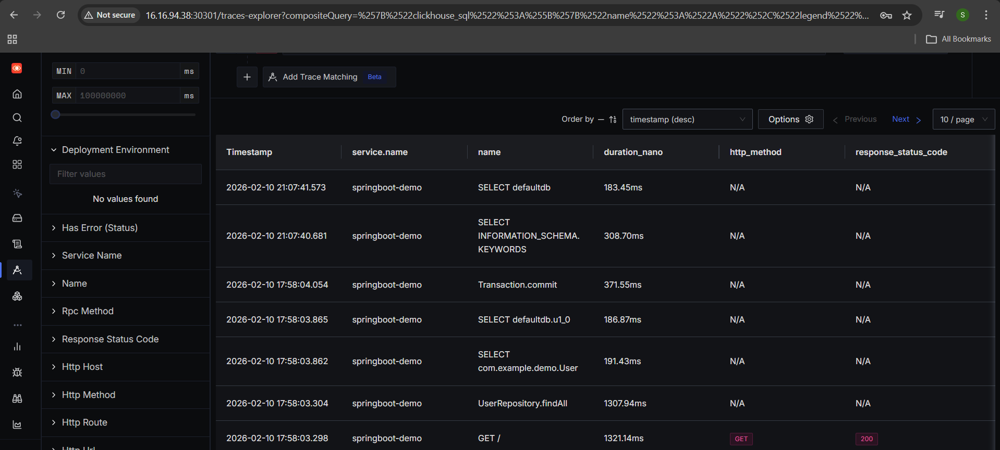 Not secure
16.16.94.38:30301/traces-explorer?compositeQuery=%257B%2522clickhouse_sql%2522%253A%255B%257B%2522name%2522%253A%2522A%2522%252C%2522legend%2522%...
S
All Bookmarks
MIN 0 ms
MAX 100000000 ms
Deployment Environment
Filter values
No values found
Has Error (Status)
Service Name
Name
Rpc Method
Response Status Code
Http Host
Http Method
Http Route
Http Url
Add Trace Matching Beta
Order by timestamp (desc) Options Previous Next 10 / page
Timestamp service.name name duration_nano http_method response_status_code
2026-02-10 21:07:41.573 springboot-demo SELECT defaultdb 183.45ms N/A N/A
SELECT
2026-02-10 21:07:40.681 springboot-demo INFORMATION_SCHEMA. 308.70ms N/A N/A
KEYWORDS
2026-02-10 17:58:04.054 springboot-demo Transaction.commit 371.55ms N/A N/A
2026-02-10 17:58:03.865 springboot-demo SELECT defaultdb.u1_0 186.87ms N/A N/A
SELECT
2026-02-10 17:58:03.862 springboot-demo com.example.demo.User 191.43ms N/A N/A
2026-02-10 17:58:03.304 springboot-demo UserRepository.findAll 1307.94ms N/A N/A
2026-02-10 17:58:03.298 springboot-demo GET / 1321.14ms GET 200